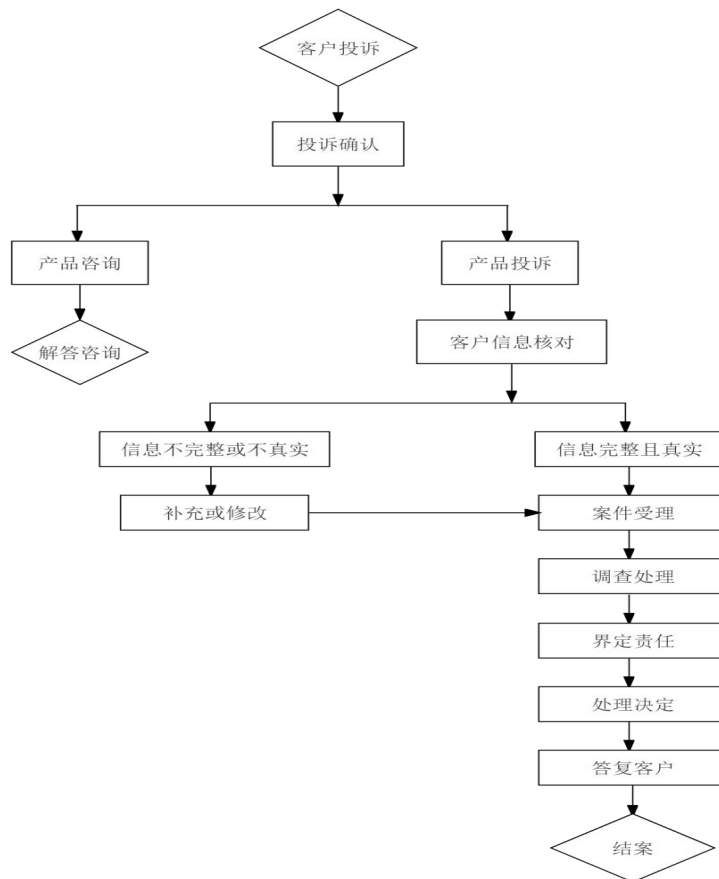 客户投诉
投诉确认
产品咨询
产品投诉
解答咨询
客户信息核对
信息不完整或不真实
信息完整且真实
补充或修改
案件受理
调查处理
界定责任
处理决定
答复客户
结案